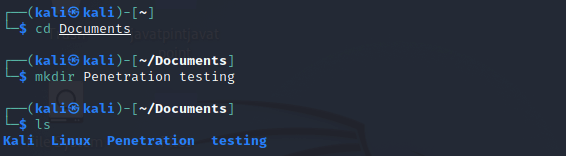 ┌──(kali㉿kali)-[~]
└─$ cd Documents
┌──(kali㉿kali)-[~/Documents]
└─$ mkdir Penetration testing
┌──(kali㉿kali)-[~/Documents]
└─$ ls
Kali  Linux  Penetration  testing